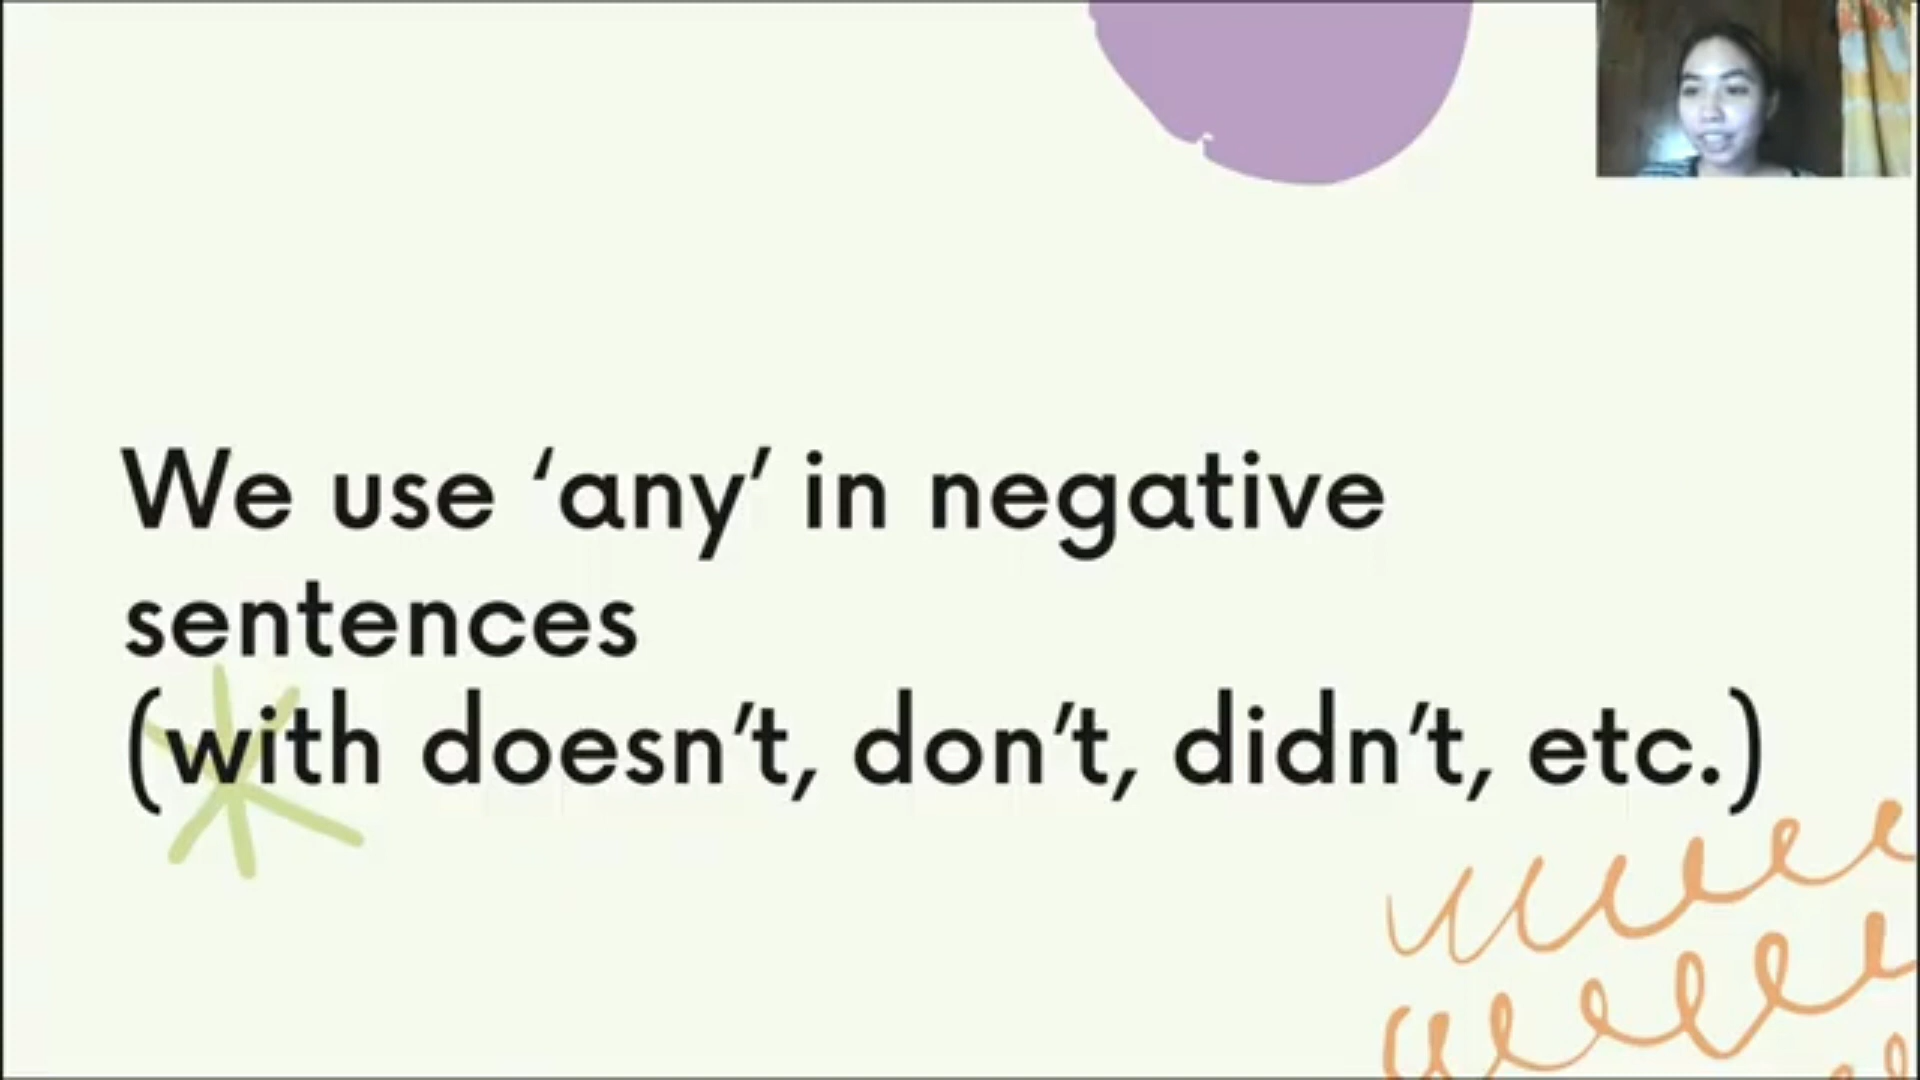 We use ‘any’ in negative
sentences
(with doesn’t, don’t, didn’t, etc.)